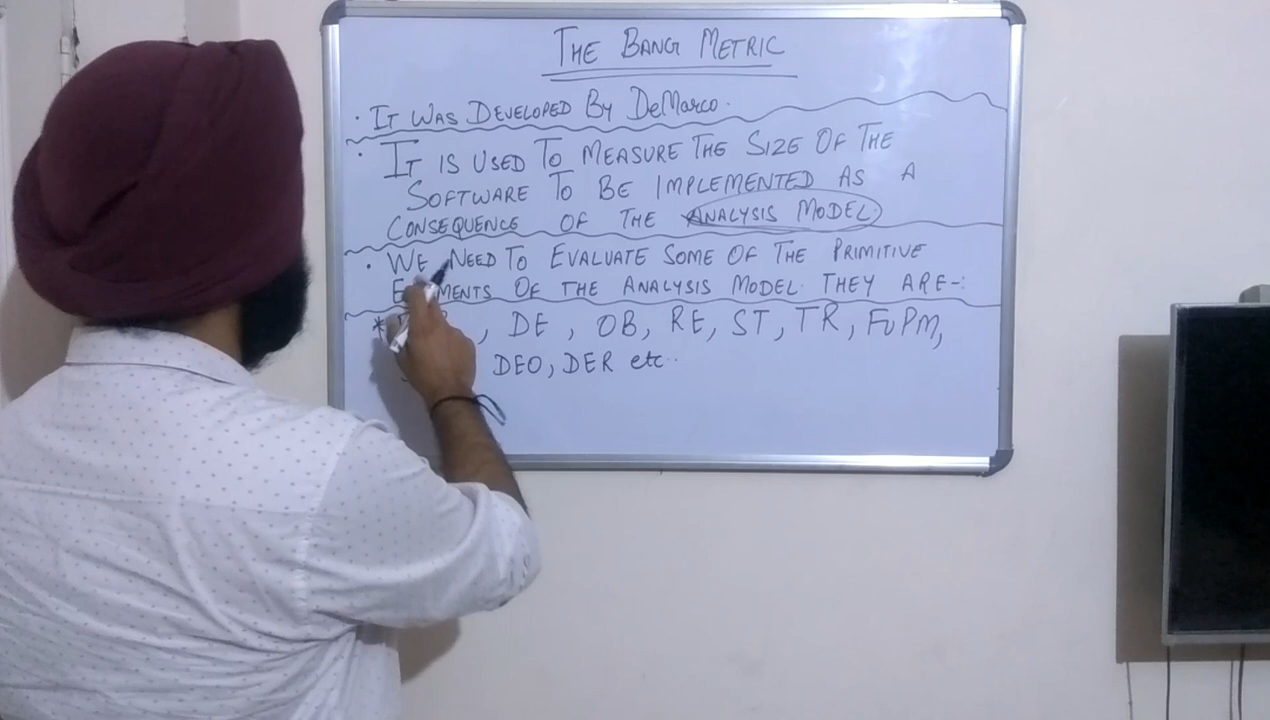 THE BANG METRIC
· IT WAS DEVELOPED BY DeMarco.
· IT IS USED TO MEASURE THE SIZE OF THE
SOFTWARE TO BE IMPLEMENTED AS A
CONSEQUENCE OF THE ANALYSIS MODEL.
· WE NEED TO EVALUATE SOME OF THE PRIMITIVE
OF THE ANALYSIS MODEL. THEY ARE-:
* , DE, OB, RE, ST, TR, FuPM,
DEO, DER etc..